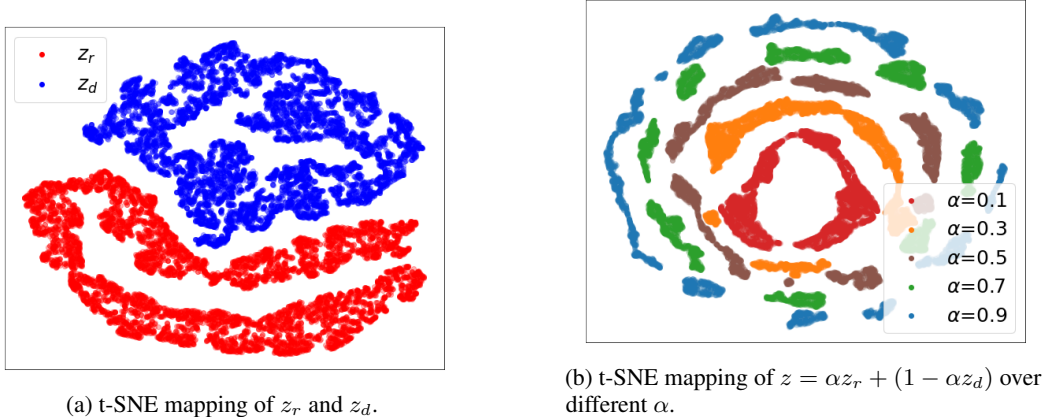 z_r
z_d
α=0.1
α=0.3
α=0.5
α=0.7
α=0.9
(a) t-SNE mapping of z_r and z_d.
(b) t-SNE mapping of z = αz_r + (1 − αz_d) over
different α.